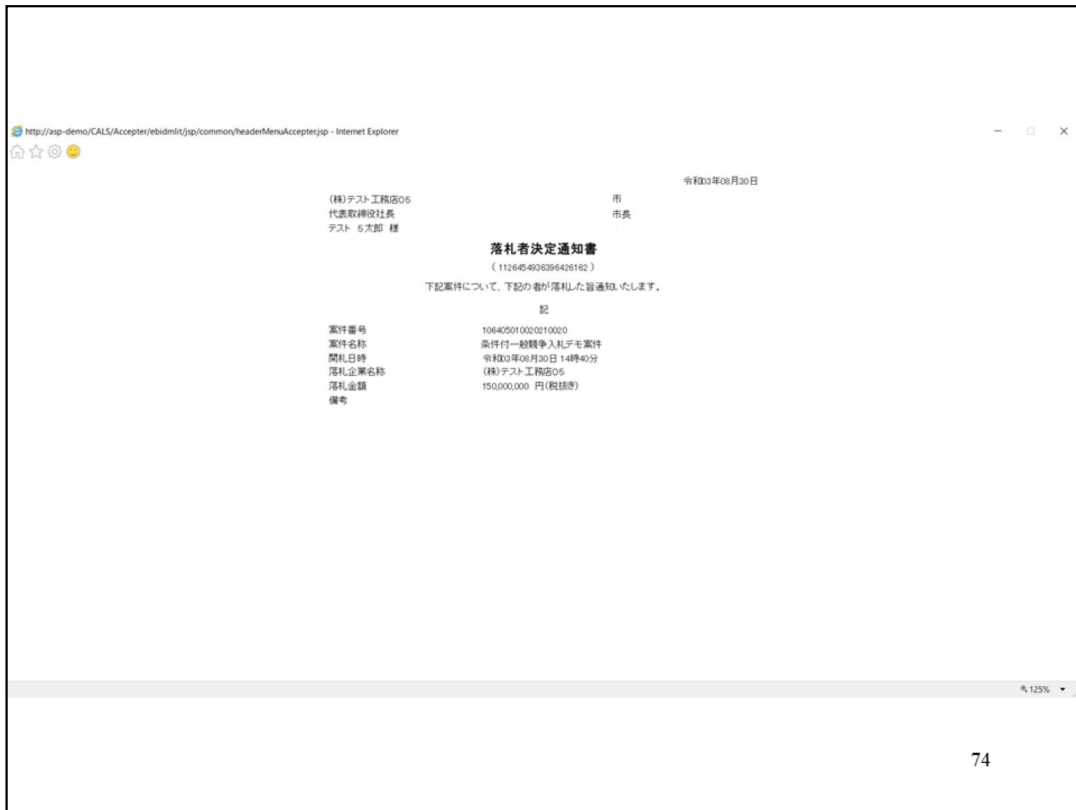 http://asp-demo/CALS/Accepter/ebidmlit/jsp/common/headerMenuAccepter.jsp - Internet Explorer
令和03年08月30日
(株)テスト工務店05 市
代表取締役社長 市長
テスト 5太郎 様
落札者決定通知書
( 1126454936396426162 )
下記案件について、下記の者が落札した旨通知いたします。
記
案件番号 106405010020210020
案件名称 条件付一般競争入札デモ案件
開札日時 令和03年08月30日 14時40分
落札企業名称 (株)テスト工務店05
落札金額 150,000,000 円(税抜き)
備考
125%
74